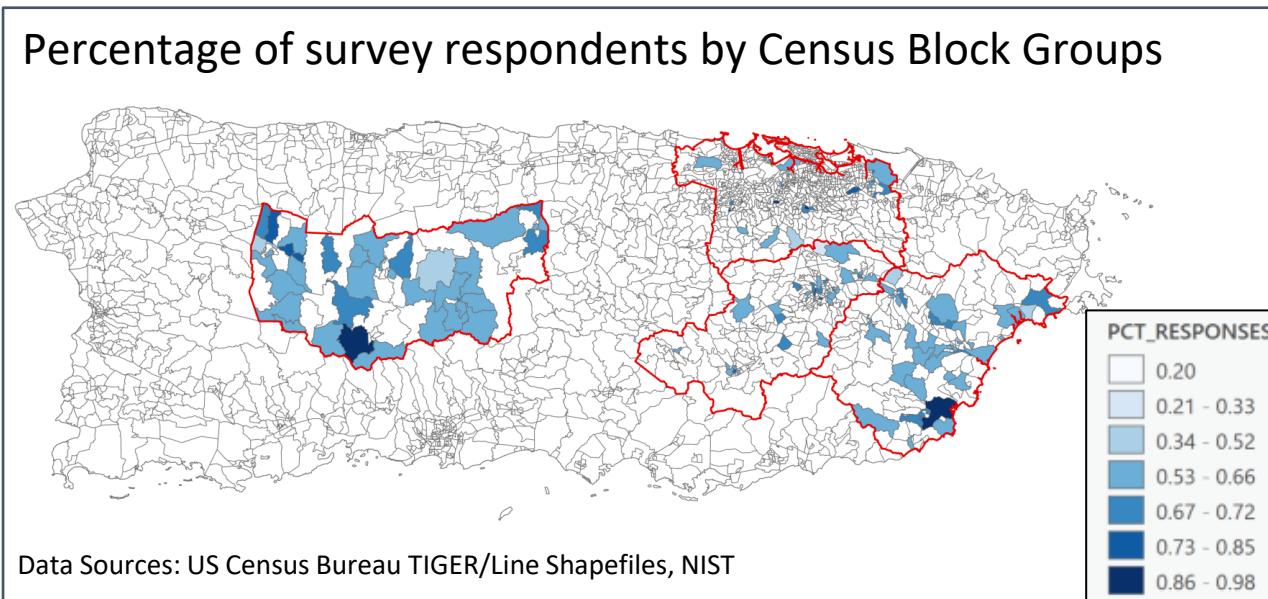 Percentage of survey respondents by Census Block Groups
PCT_RESPONSES
0.20
0.21 - 0.33
0.34 - 0.52
0.53 - 0.66
0.67 - 0.72
0.73 - 0.85
0.86 - 0.98
Data Sources: US Census Bureau TIGER/Line Shapefiles, NIST